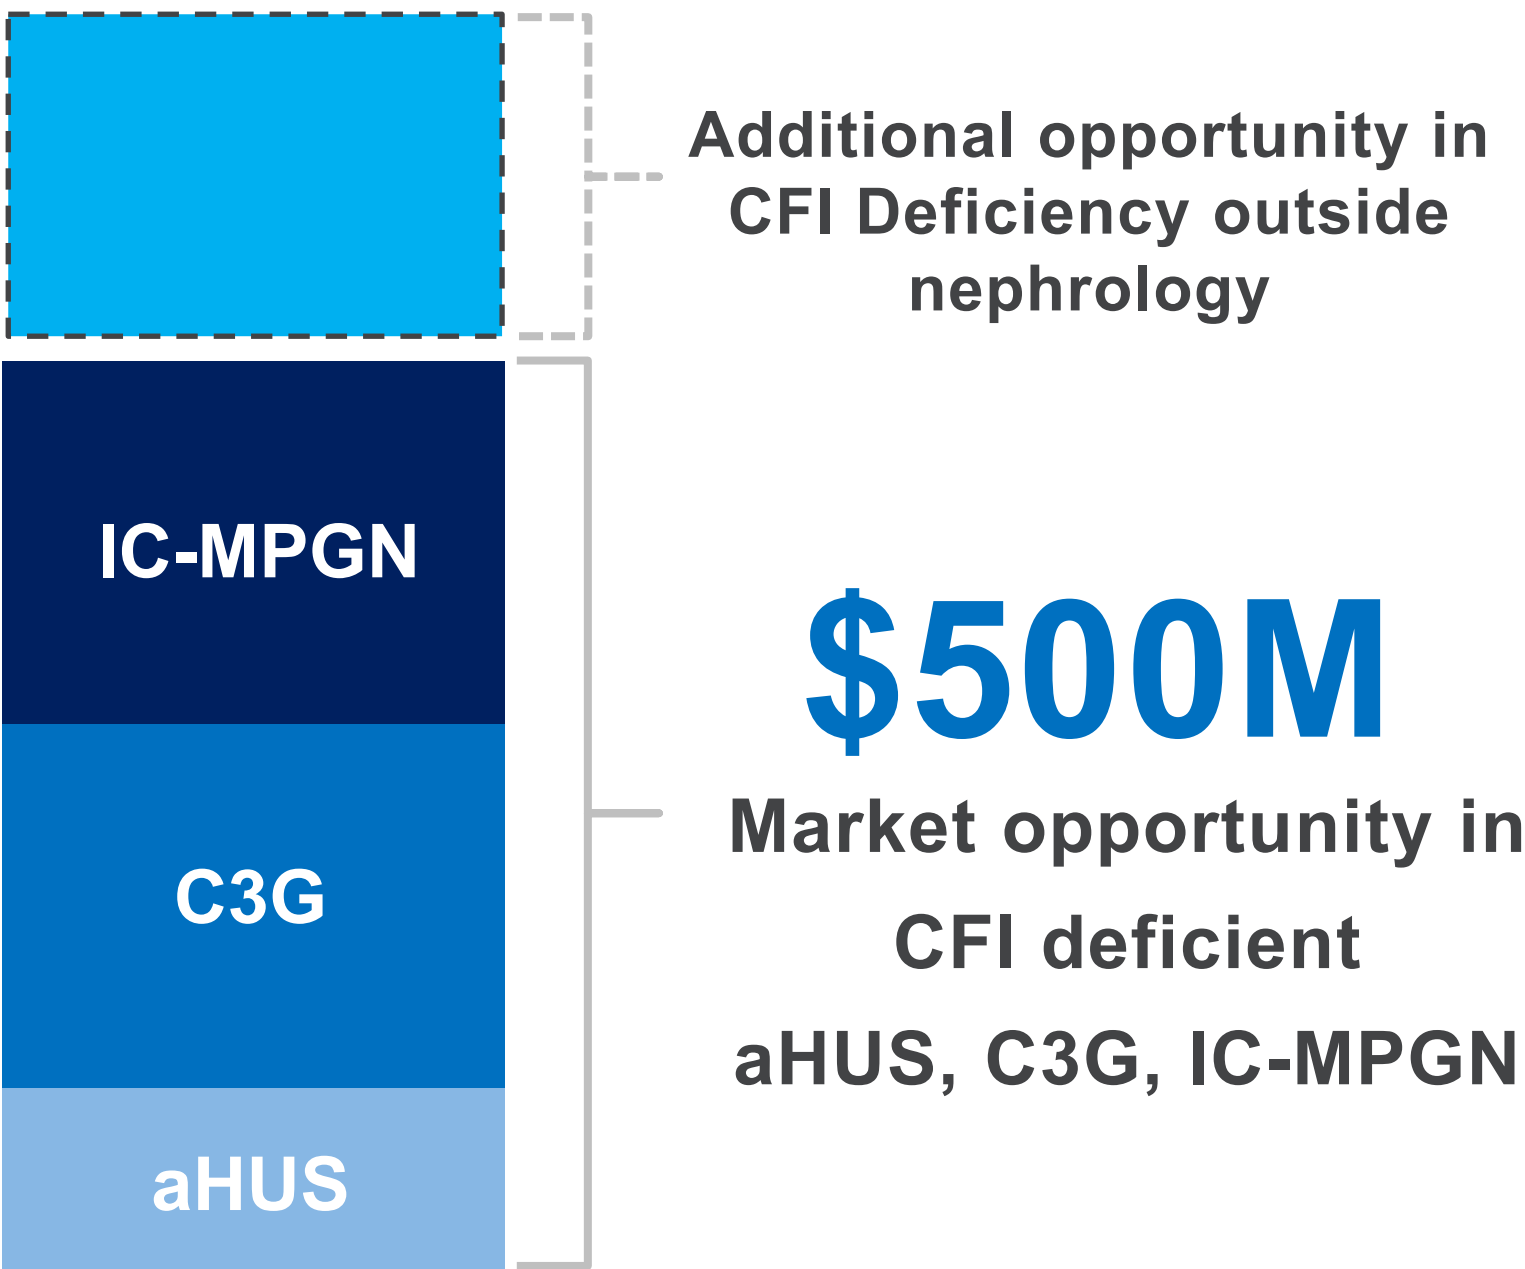 Additional opportunity in
CFI Deficiency outside
nephrology
IC-MPGN
C3G
aHUS
$500M
Market opportunity in
CFI deficient
aHUS, C3G, IC-MPGN